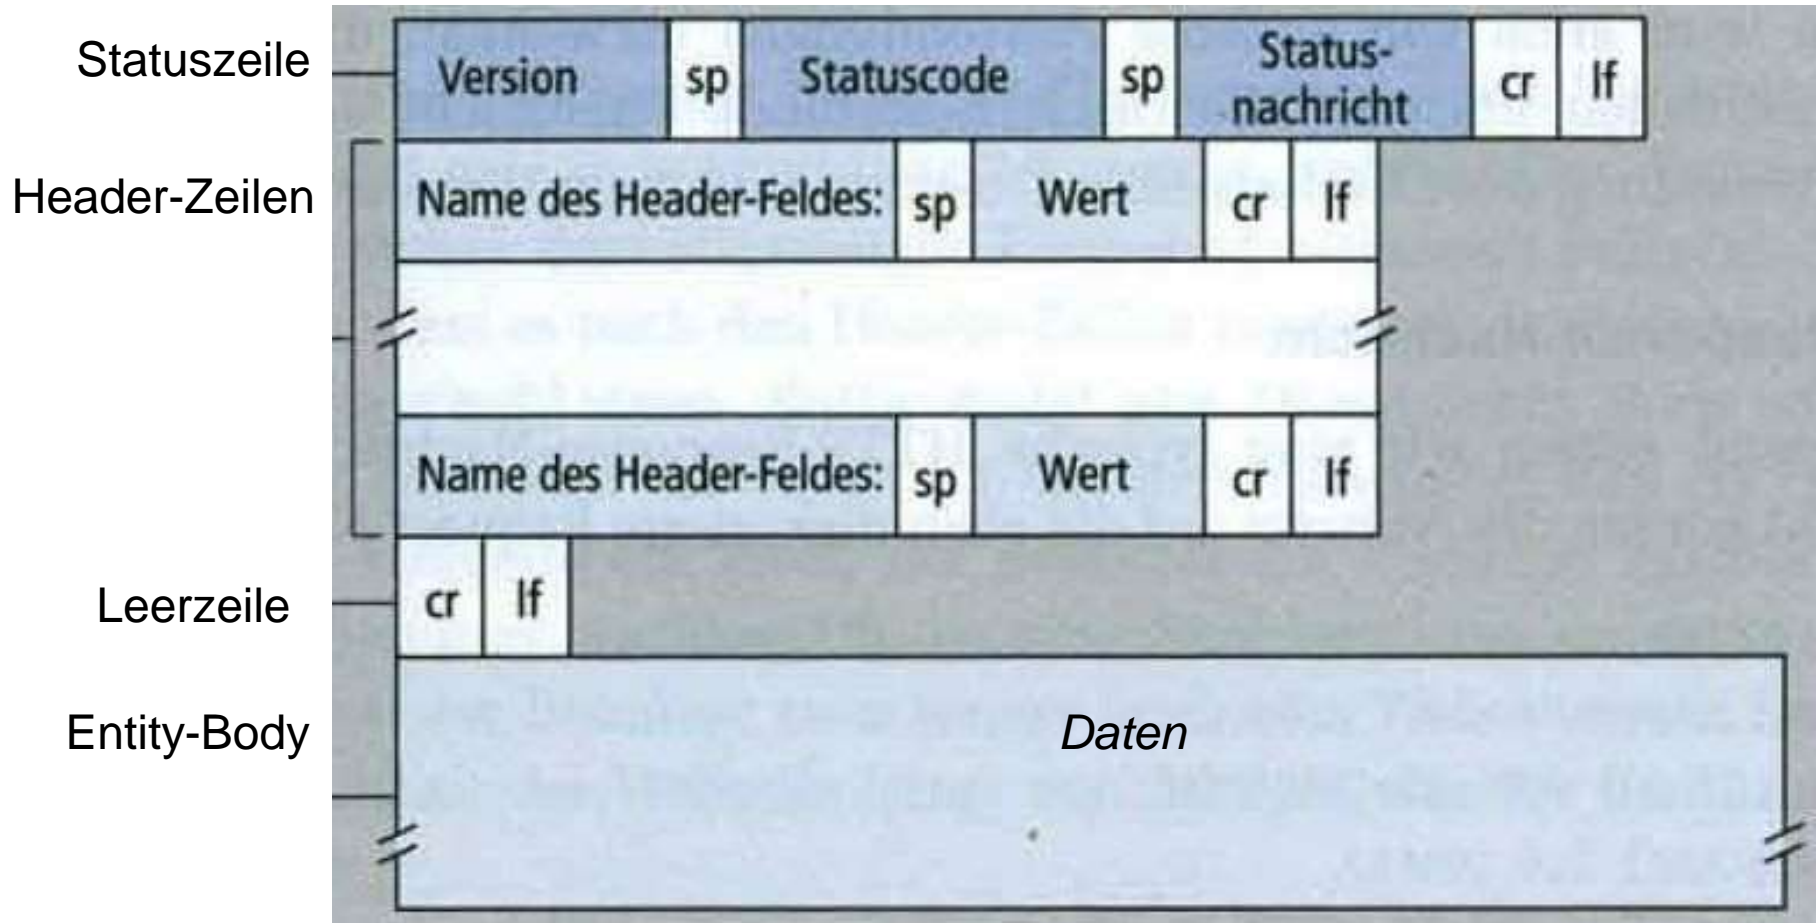 Statuszeile Version sp Statuscode sp Status-
nachricht cr lf
Header-Zeilen Name des Header-Feldes: sp Wert cr lf
Name des Header-Feldes: sp Wert cr lf
Leerzeile cr lf
Entity-Body Daten